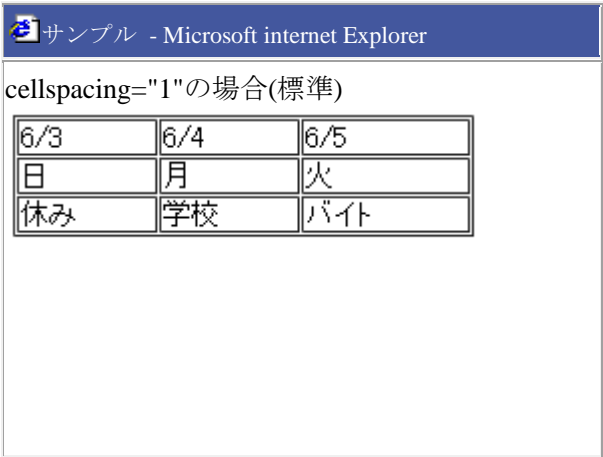 サンプル - Microsoft internet Explorer
cellspacing="1"の場合(標準)
6/3 6/4 6/5
日 月 火
休み 学校 バイト